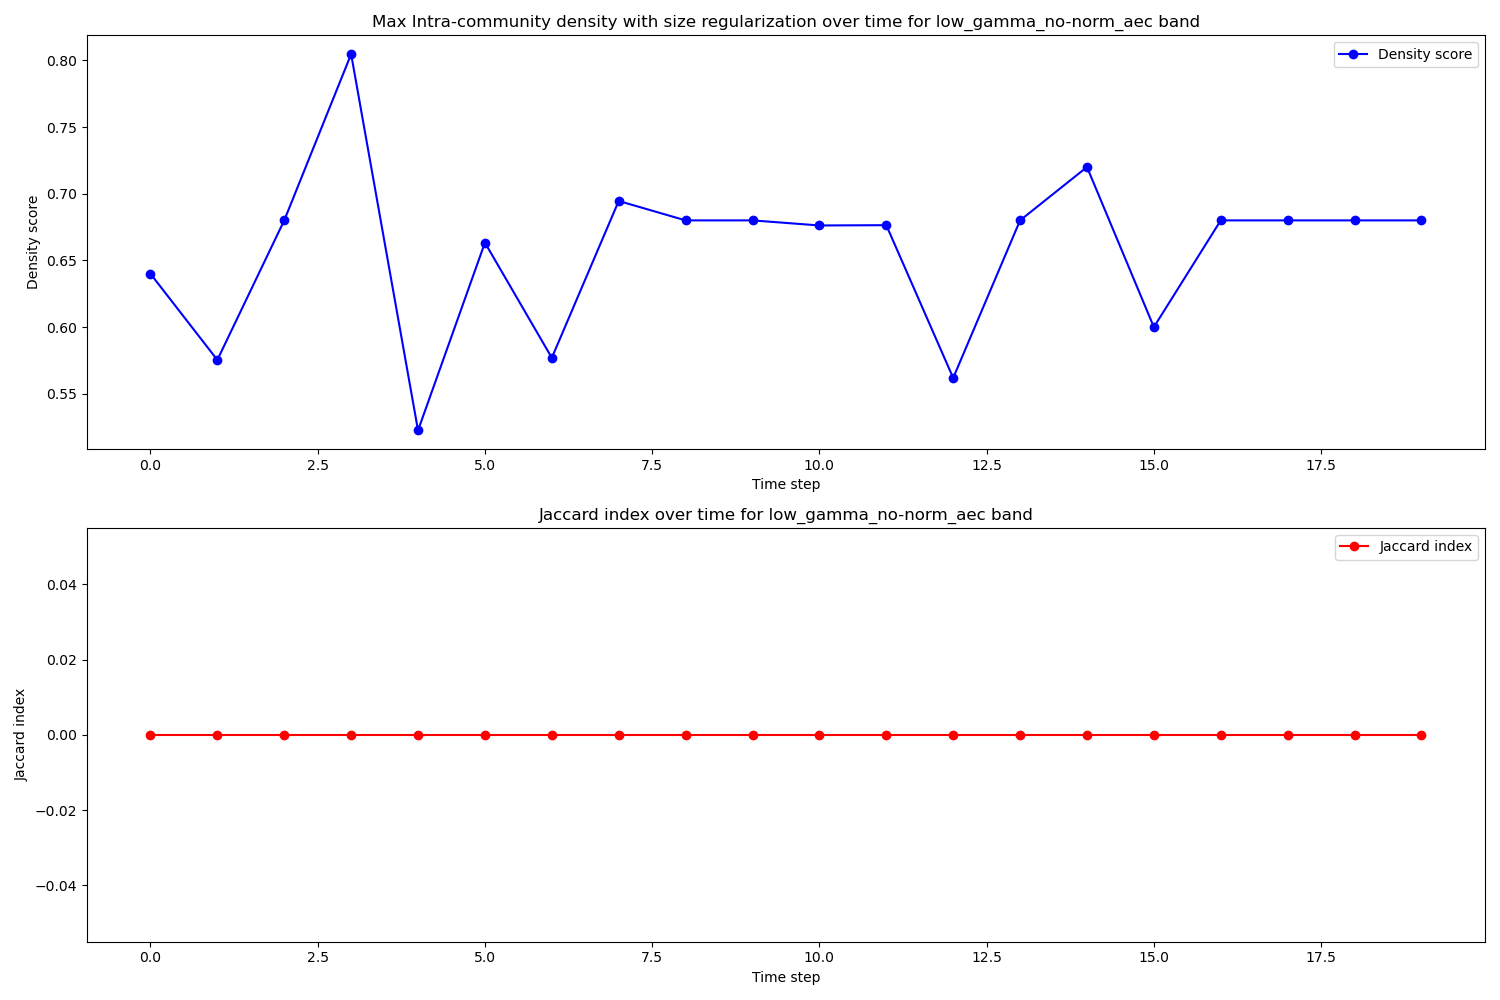 Max Intra-community density with size regularization over time for low_gamma_no-norm_aec band
Density score
0.80
0.75
0.70
0.65
0.60
0.55
Density score
0.0 2.5 5.0 7.5 10.0 12.5 15.0 17.5
Time step
Jaccard index over time for low_gamma_no-norm_aec band
Jaccard index
0.04
0.02
0.00
−0.02
−0.04
Jaccard index
0.0 2.5 5.0 7.5 10.0 12.5 15.0 17.5
Time step